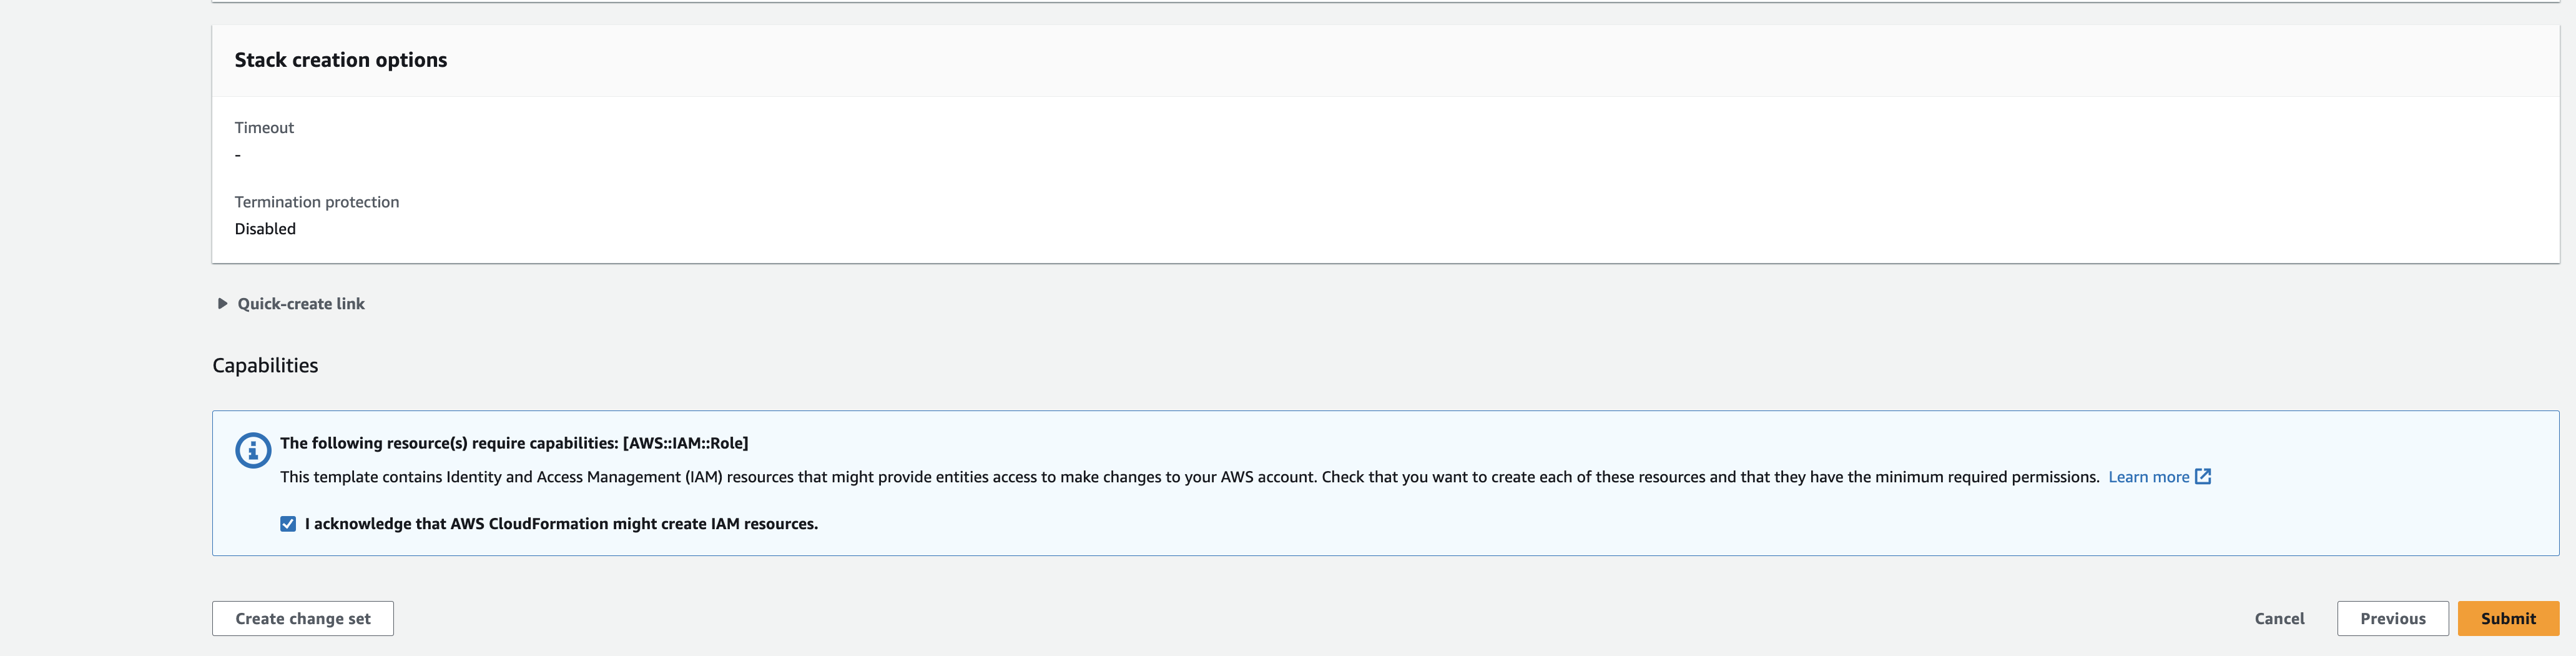 Stack creation options
Timeout
-
Termination protection
Disabled
Quick-create link
Capabilities
The following resource(s) require capabilities: [AWS::IAM::Role]
This template contains Identity and Access Management (IAM) resources that might provide entities access to make changes to your AWS account. Check that you want to create each of these resources and that they have the minimum required permissions. Learn more
I acknowledge that AWS CloudFormation might create IAM resources.
Create change set Cancel Previous Submit